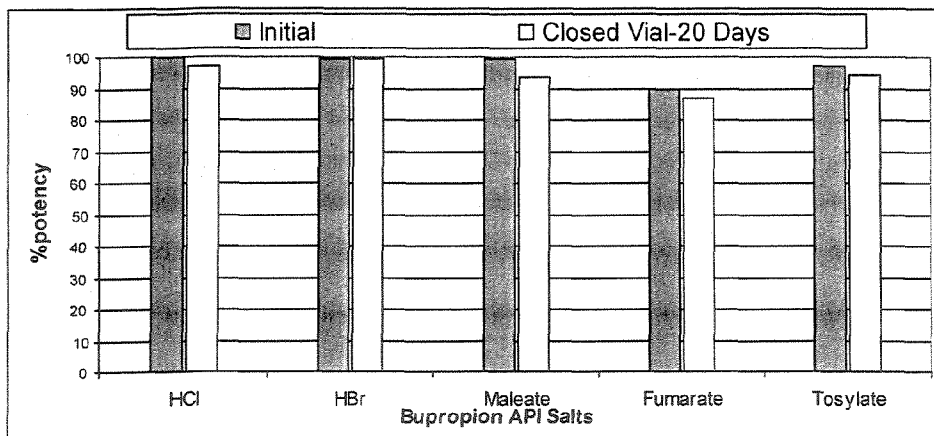 Initial
Closed Vial-20 Days
100
90
80
70
60
50
40
30
20
10
0
%potency
HCl HBr Maleate Fumarate Tosylate
Bupropion API Salts